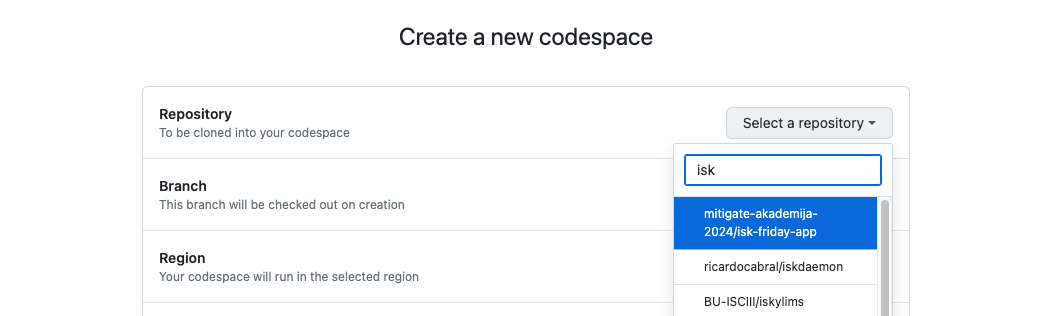 Create a new codespace
Repository
To be cloned into your codespace
Select a repository
isk
Branch
This branch will be checked out on creation
mitigate-akademija-
2024/isk-friday-app
Region
Your codespace will run in the selected region
ricardocabral/iskdaemon
BU-ISCIII/iskylims